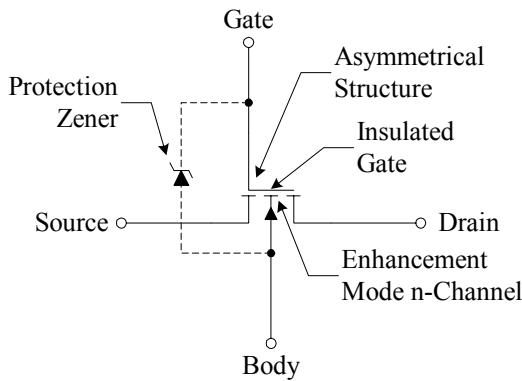 Gate
Asymmetrical
Structure
Protection
Zener
Insulated
Gate
Source
Drain
Enhancement
Mode n-Channel
Body